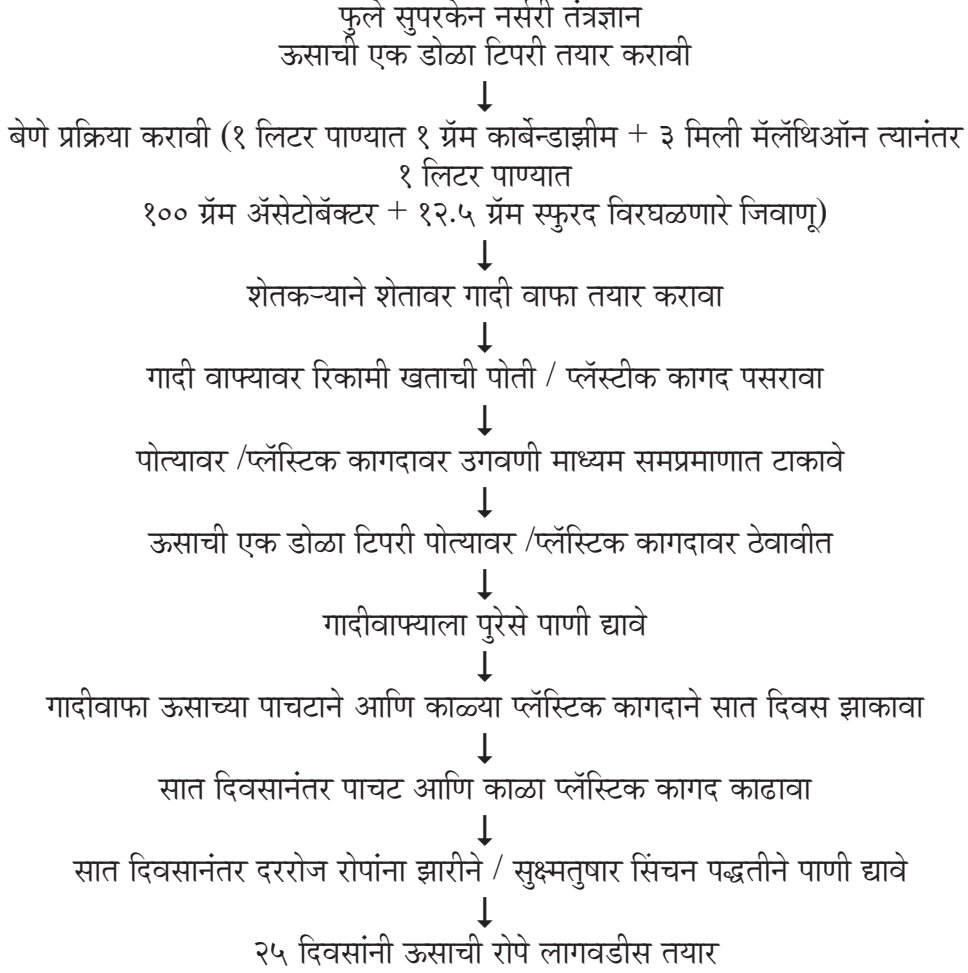 फुले सुपरकेन नर्सरी तंत्रज्ञान
ऊसाची एक डोळा टिपरी तयार करावी
↓
बेणे प्रक्रिया करावी (१ लिटर पाण्यात १ ग्रॅम कार्बेन्डाझीम + ३ मिली मॅलॅथिऑन त्यानंतर
१ लिटर पाण्यात
१०० ग्रॅम ॲसेटोबॅक्टर + १२.५ ग्रॅम स्फुरद विरघळणारे जिवाणू)
↓
शेतकऱ्याने शेतावर गादी वाफा तयार करावा
↓
गादी वाफ्यावर रिकामी खताची पोती / प्लॅस्टीक कागद पसरावा
↓
पोत्यावर /प्लॅस्टिक कागदावर उगवणी माध्यम समप्रमाणात टाकावे
↓
ऊसाची एक डोळा टिपरी पोत्यावर /प्लॅस्टिक कागदावर ठेवावीत
↓
गादीवाफ्याला पुरेसे पाणी द्यावे
↓
गादीवाफा ऊसाच्या पाचटाने आणि काळ्या प्लॅस्टिक कागदाने सात दिवस झाकावा
↓
सात दिवसानंतर पाचट आणि काळा प्लॅस्टिक कागद काढावा
↓
सात दिवसानंतर दररोज रोपांना झारीने / सुक्ष्मतुषार सिंचन पद्धतीने पाणी द्यावे
↓
२५ दिवसांनी ऊसाची रोपे लागवडीस तयार